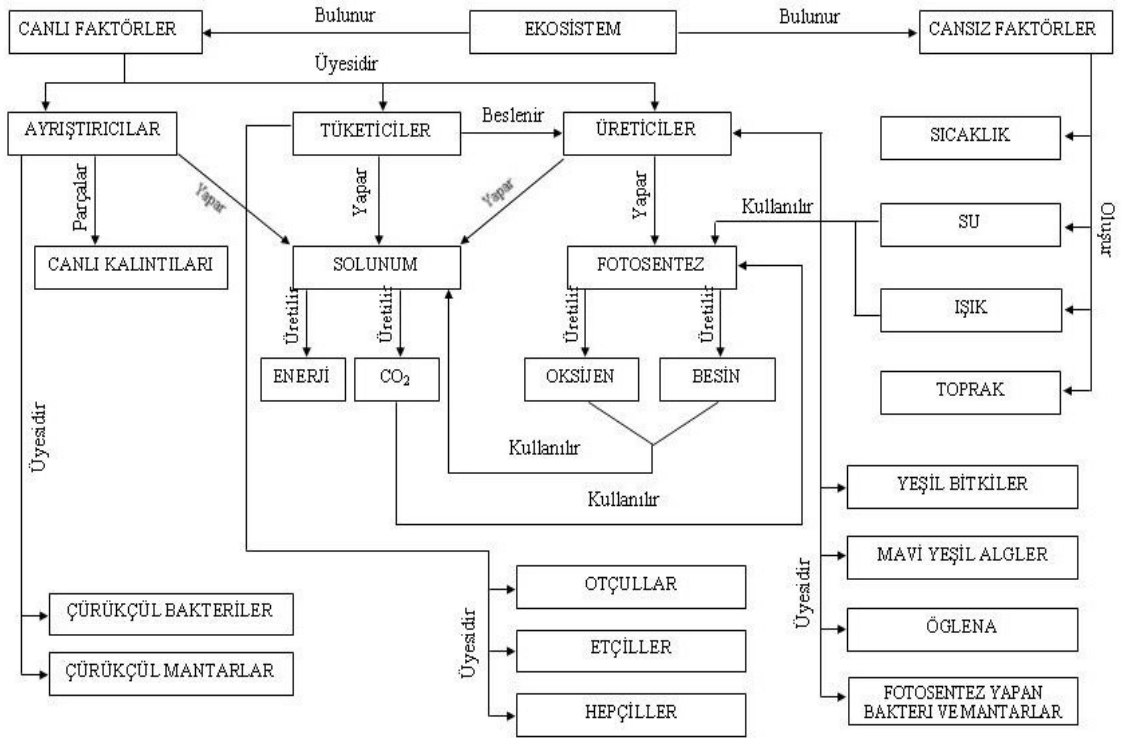 Bulunur
Bulunur
CANLI FAKTÖRLER
EKOSİSTEM
CANSIZ FAKTÖRLER
Üyesidir
AYRIŞTIRICILAR
TÜKETİCİLER
Beslenir
ÜRETİCİLER
SICAKLIK
Parçalar
Yapar
Yapar
Yapar
Yapar
Kullanılır
SU
Oluşur
CANLI KALINTILARI
SOLUNUM
FOTOSENTEZ
Üretilir
Üretilir
Üretilir
Üretilir
IŞIK
ENERJİ
CO₂
OKSİJEN
BESİN
TOPRAK
Üyesidir
Kullanılır
Kullanılır
YEŞİL BİTKİLER
MAVİ YEŞİL ALGLER
Üyesidir
ÖGLENA
FOTOSENTEZ YAPAN
BAKTERI VE MANTARLAR
OTÇULLAR
Üyesidir
ETÇİLLER
HEPÇİLLER
ÇÜRÜKÇÜL BAKTERİLER
ÇÜRÜKÇÜL MANTARLAR